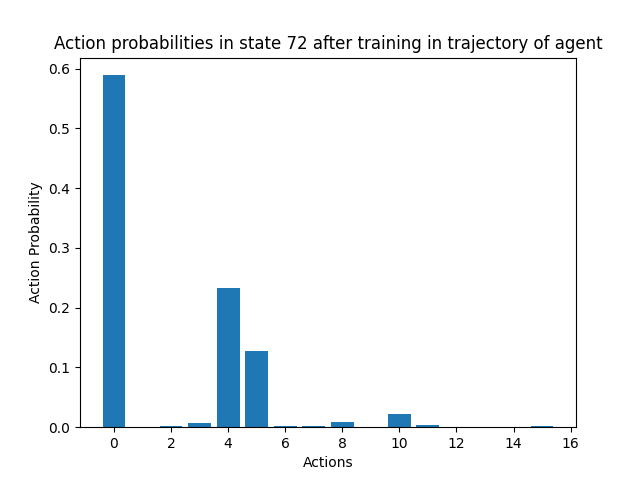 Action probabilities in state 72 after training in trajectory of agent
0.6
0.5
0.4
0.3
0.2
0.1
0.0
Action Probability
0 2 4 6 8 10 12 14 16
Actions